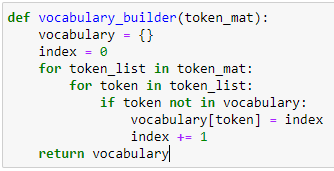 def vocabulary_builder(token_mat):
    vocabulary = {}
    index = 0
    for token_list in token_mat:
        for token in token_list:
            if token not in vocabulary:
                vocabulary[token] = index
                index += 1
    return vocabulary